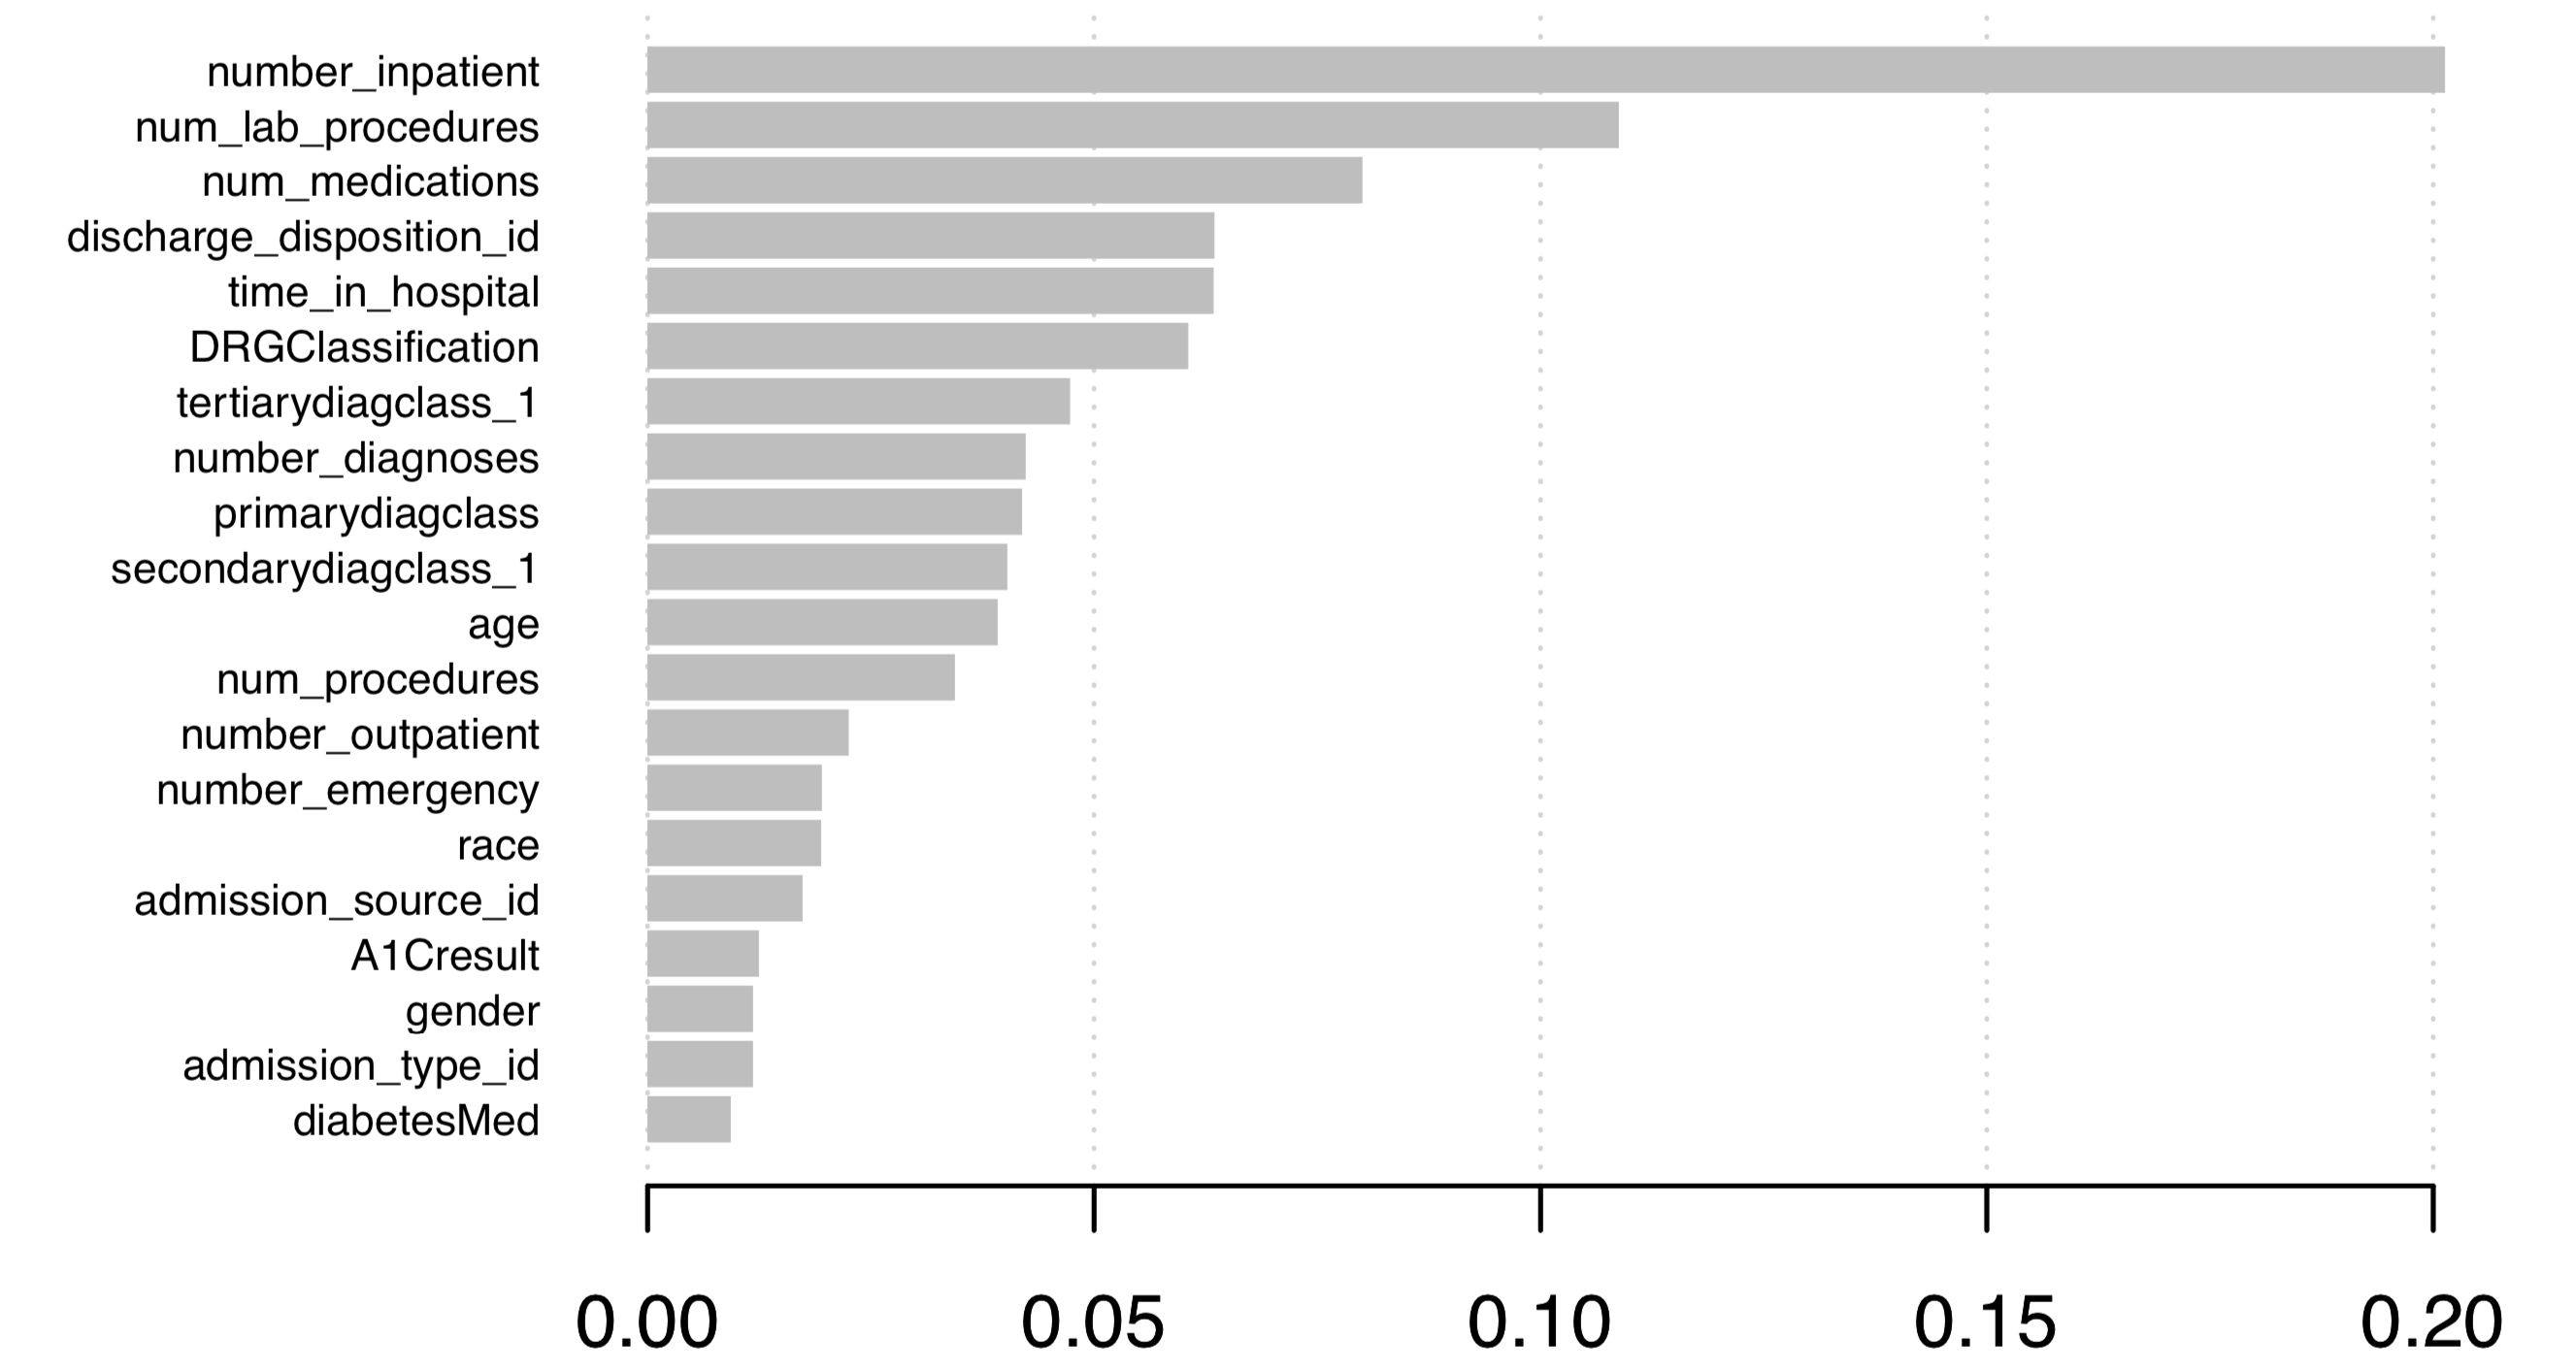 number_inpatient
num_lab_procedures
num_medications
discharge_disposition_id
time_in_hospital
DRGClassification
tertiarydiagclass_1
number_diagnoses
primarydiagclass
secondarydiagclass_1
age
num_procedures
number_outpatient
number_emergency
race
admission_source_id
A1Cresult
gender
admission_type_id
diabetesMed
0.00 0.05 0.10 0.15 0.20